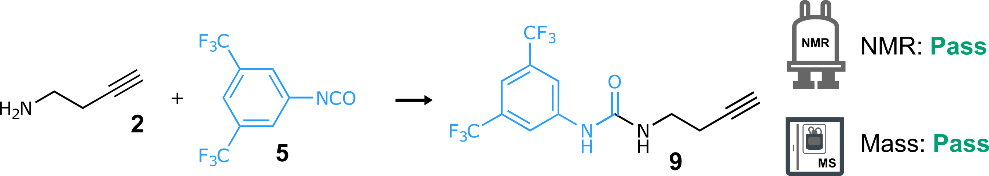 H₂N
2
+
F₃C
F₃C
NCO
5
CF₃
F₃C
N
H
O
N
H
9
NMR
NMR: Pass
MS
Mass: Pass